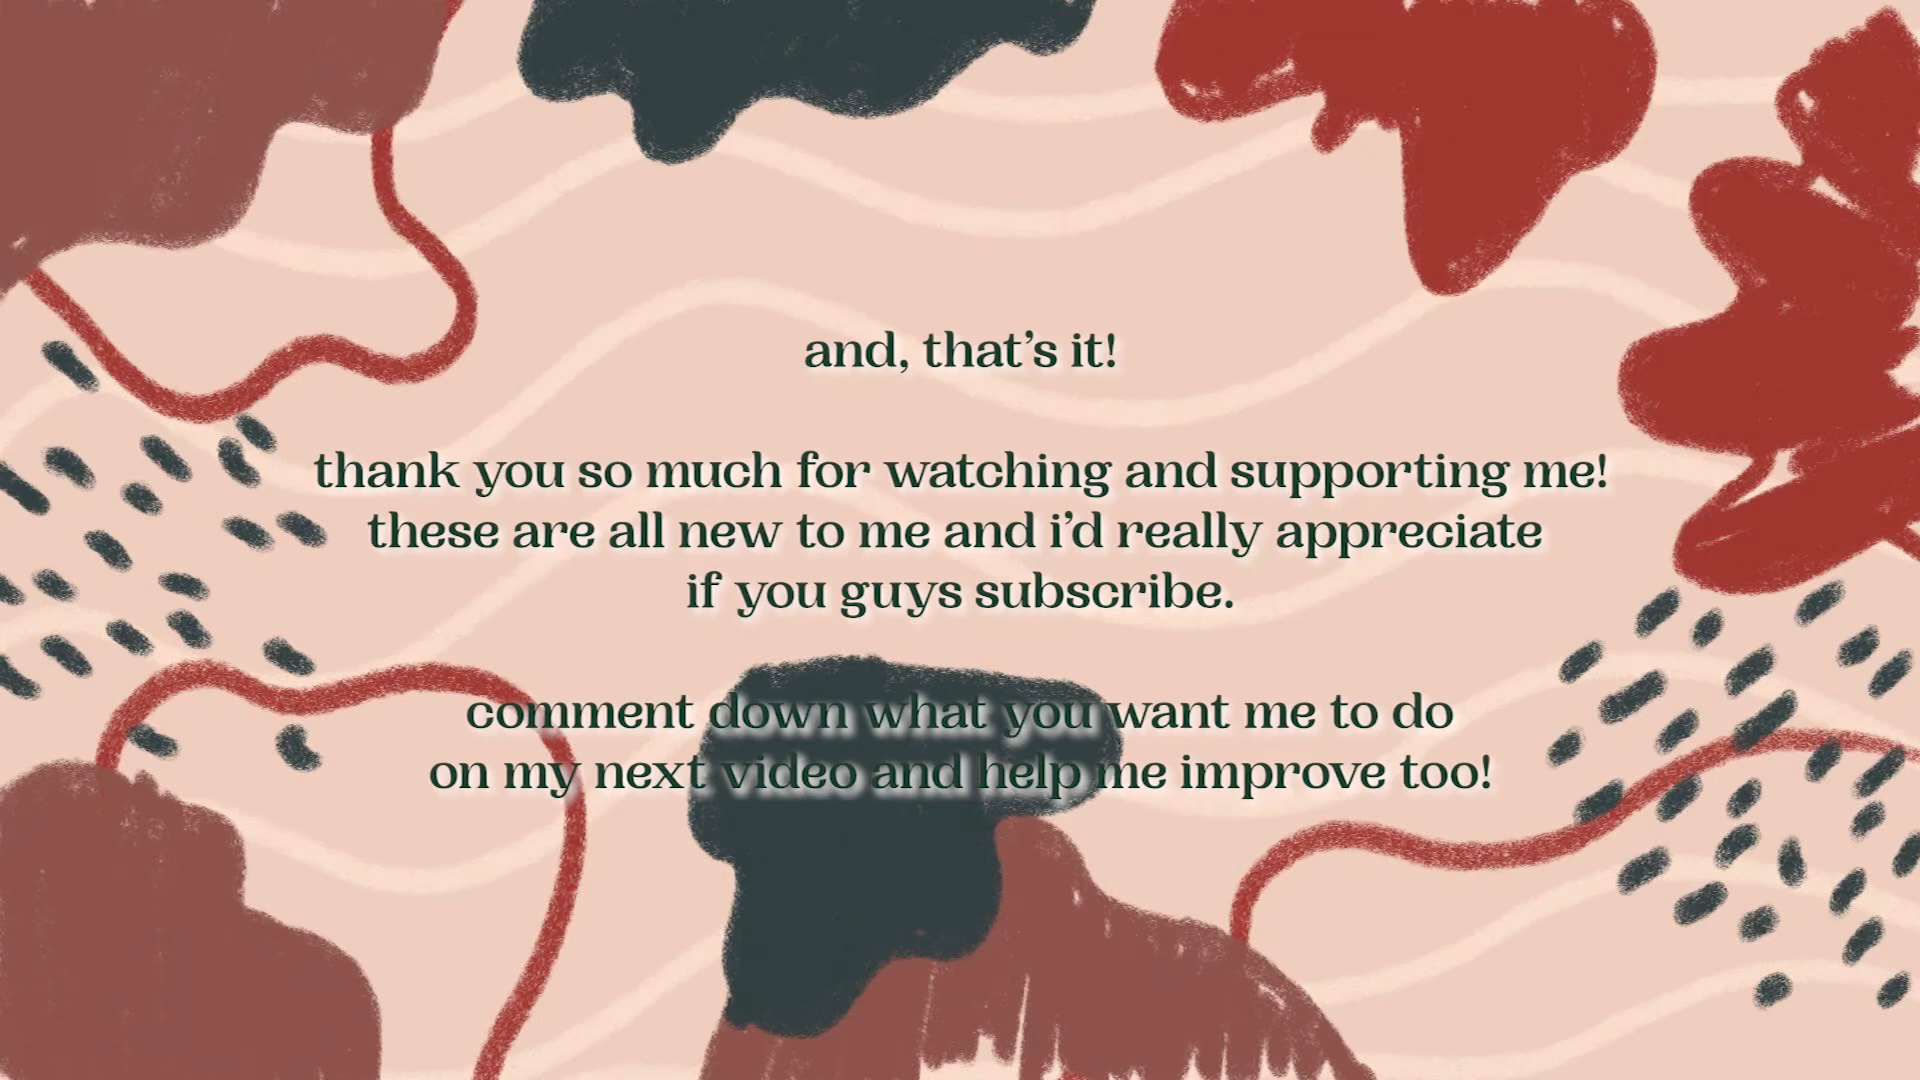 and, that's it!
thank you so much for watching and supporting me!
these are all new to me and i'd really appreciate
if you guys subscribe.
comment down what you want me to do
on my next video and help me improve too!